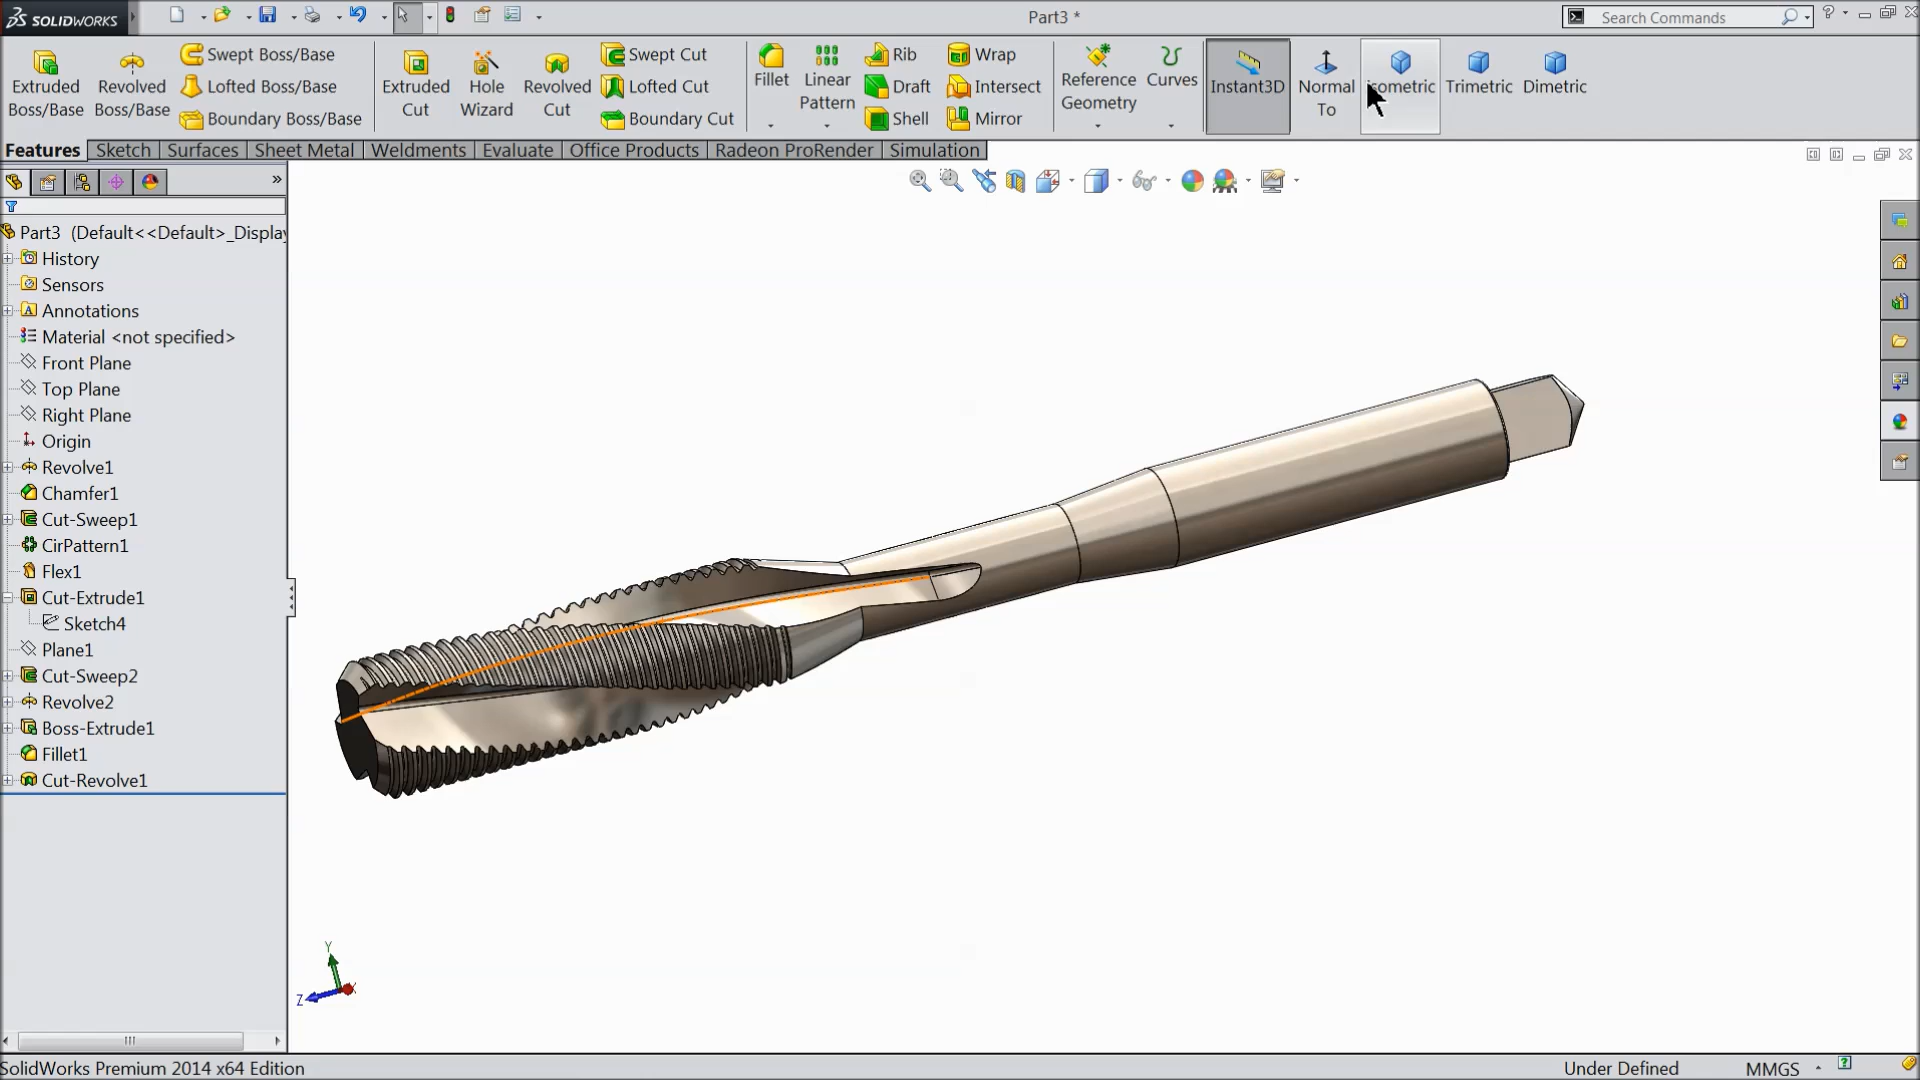 SOLIDWORKS
Part3 *
Search Commands
Extruded Boss/Base
Revolved Boss/Base
Swept Boss/Base
Lofted Boss/Base
Boundary Boss/Base
Extruded Cut
Hole Wizard
Revolved Cut
Swept Cut
Lofted Cut
Boundary Cut
Fillet
Linear Pattern
Rib
Draft
Shell
Wrap
Intersect
Mirror
Reference Geometry
Curves
Instant3D
Normal To
sometric
Trimetric
Dimetric
Features
Sketch
Surfaces
Sheet Metal
Weldments
Evaluate
Office Products
Radeon ProRender
Simulation
Part3 (Default<<Default>_Display
History
Sensors
Annotations
Material <not specified>
Front Plane
Top Plane
Right Plane
Origin
Revolve1
Chamfer1
Cut-Sweep1
CirPattern1
Flex1
Cut-Extrude1
Sketch4
Plane1
Cut-Sweep2
Revolve2
Boss-Extrude1
Fillet1
Cut-Revolve1
Y
Z
X
SolidWorks Premium 2014 x64 Edition
Under Defined
MMGS